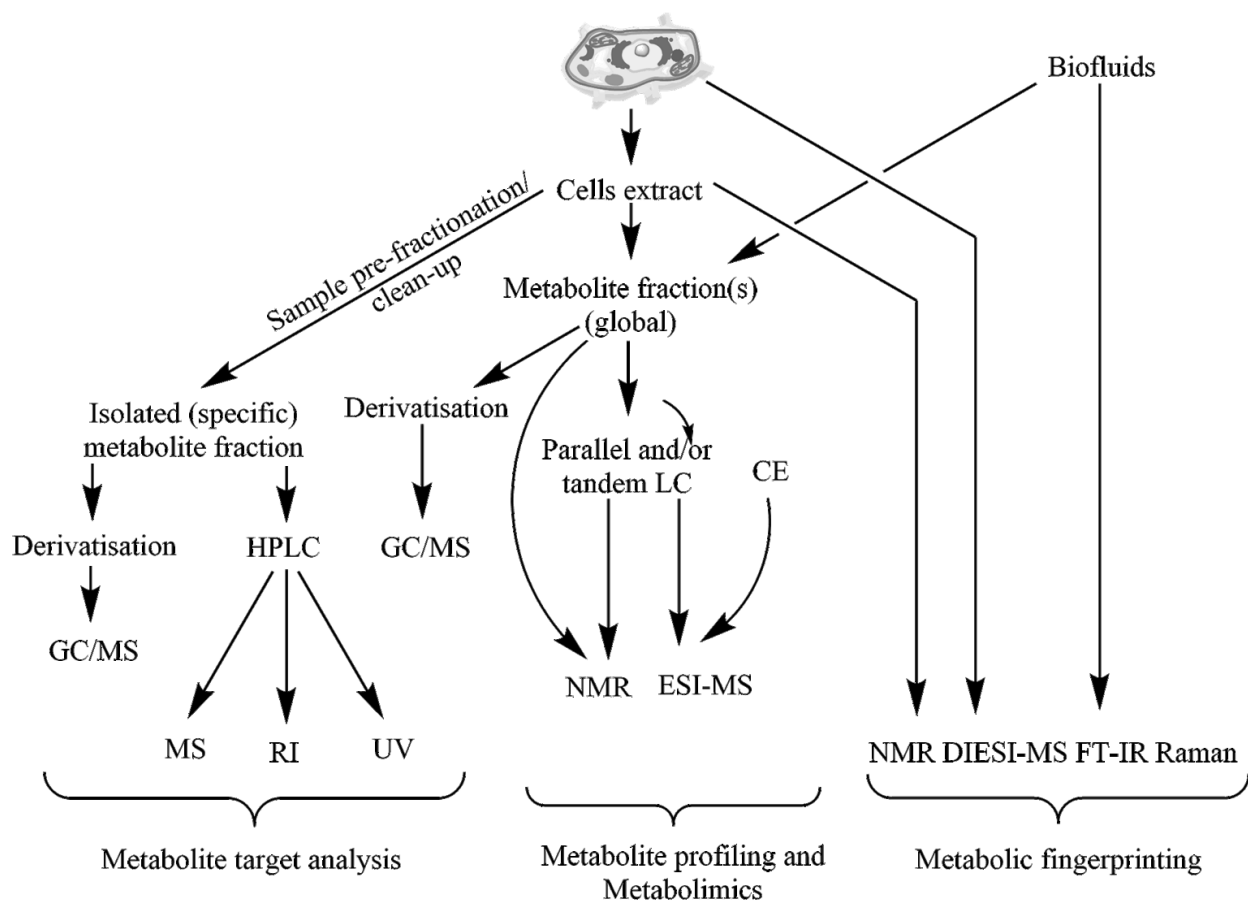 Biofluids
Cells extract
Sample pre-fractionation/
clean-up
Metabolite fraction(s)
(global)
Isolated (specific)
metabolite fraction
Derivatisation
Parallel and/or
tandem LC
CE
Derivatisation
HPLC
GC/MS
GC/MS
NMR
ESI-MS
MS
RI
UV
NMR DIESI-MS FT-IR Raman
Metabolite target analysis
Metabolite profiling and
Metabolimics
Metabolic fingerprinting